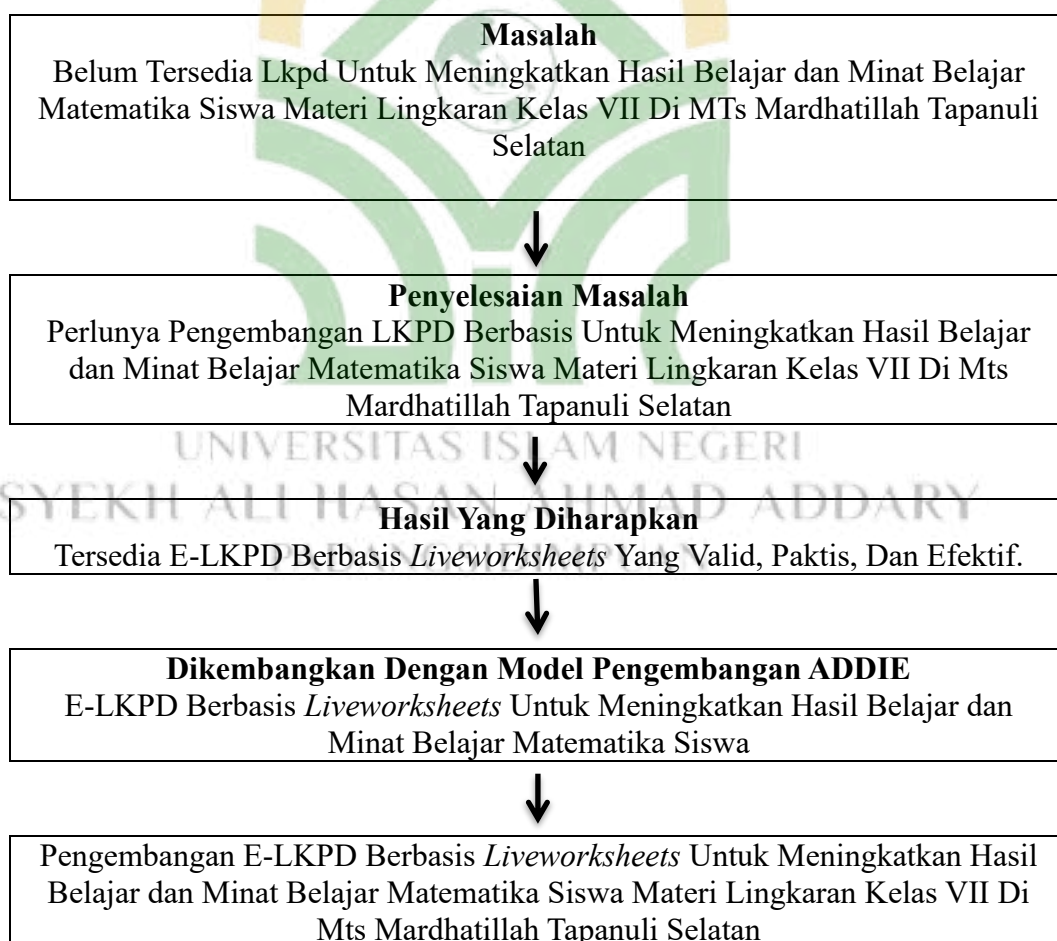 Masalah
Belum Tersedia Lkpd Untuk Meningkatkan Hasil Belajar dan Minat Belajar
Matematika Siswa Materi Lingkaran Kelas VII Di MTs Mardhatillah Tapanuli
Selatan
Penyelesaian Masalah
Perlunya Pengembangan LKPD Berbasis Untuk Meningkatkan Hasil Belajar
dan Minat Belajar Matematika Siswa Materi Lingkaran Kelas VII Di Mts
Mardhatillah Tapanuli Selatan
UNIVERSITAS ISLAM NEGERI
SYEKH ALI HASAN AHMAD ADDARY
Hasil Yang Diharapkan
PADANGSIDIMPUAN
Tersedia E-LKPD Berbasis Liveworksheets Yang Valid, Paktis, Dan Efektif.
Dikembangkan Dengan Model Pengembangan ADDIE
E-LKPD Berbasis Liveworksheets Untuk Meningkatkan Hasil Belajar dan
Minat Belajar Matematika Siswa
Pengembangan E-LKPD Berbasis Liveworksheets Untuk Meningkatkan Hasil
Belajar dan Minat Belajar Matematika Siswa Materi Lingkaran Kelas VII Di
Mts Mardhatillah Tapanuli Selatan